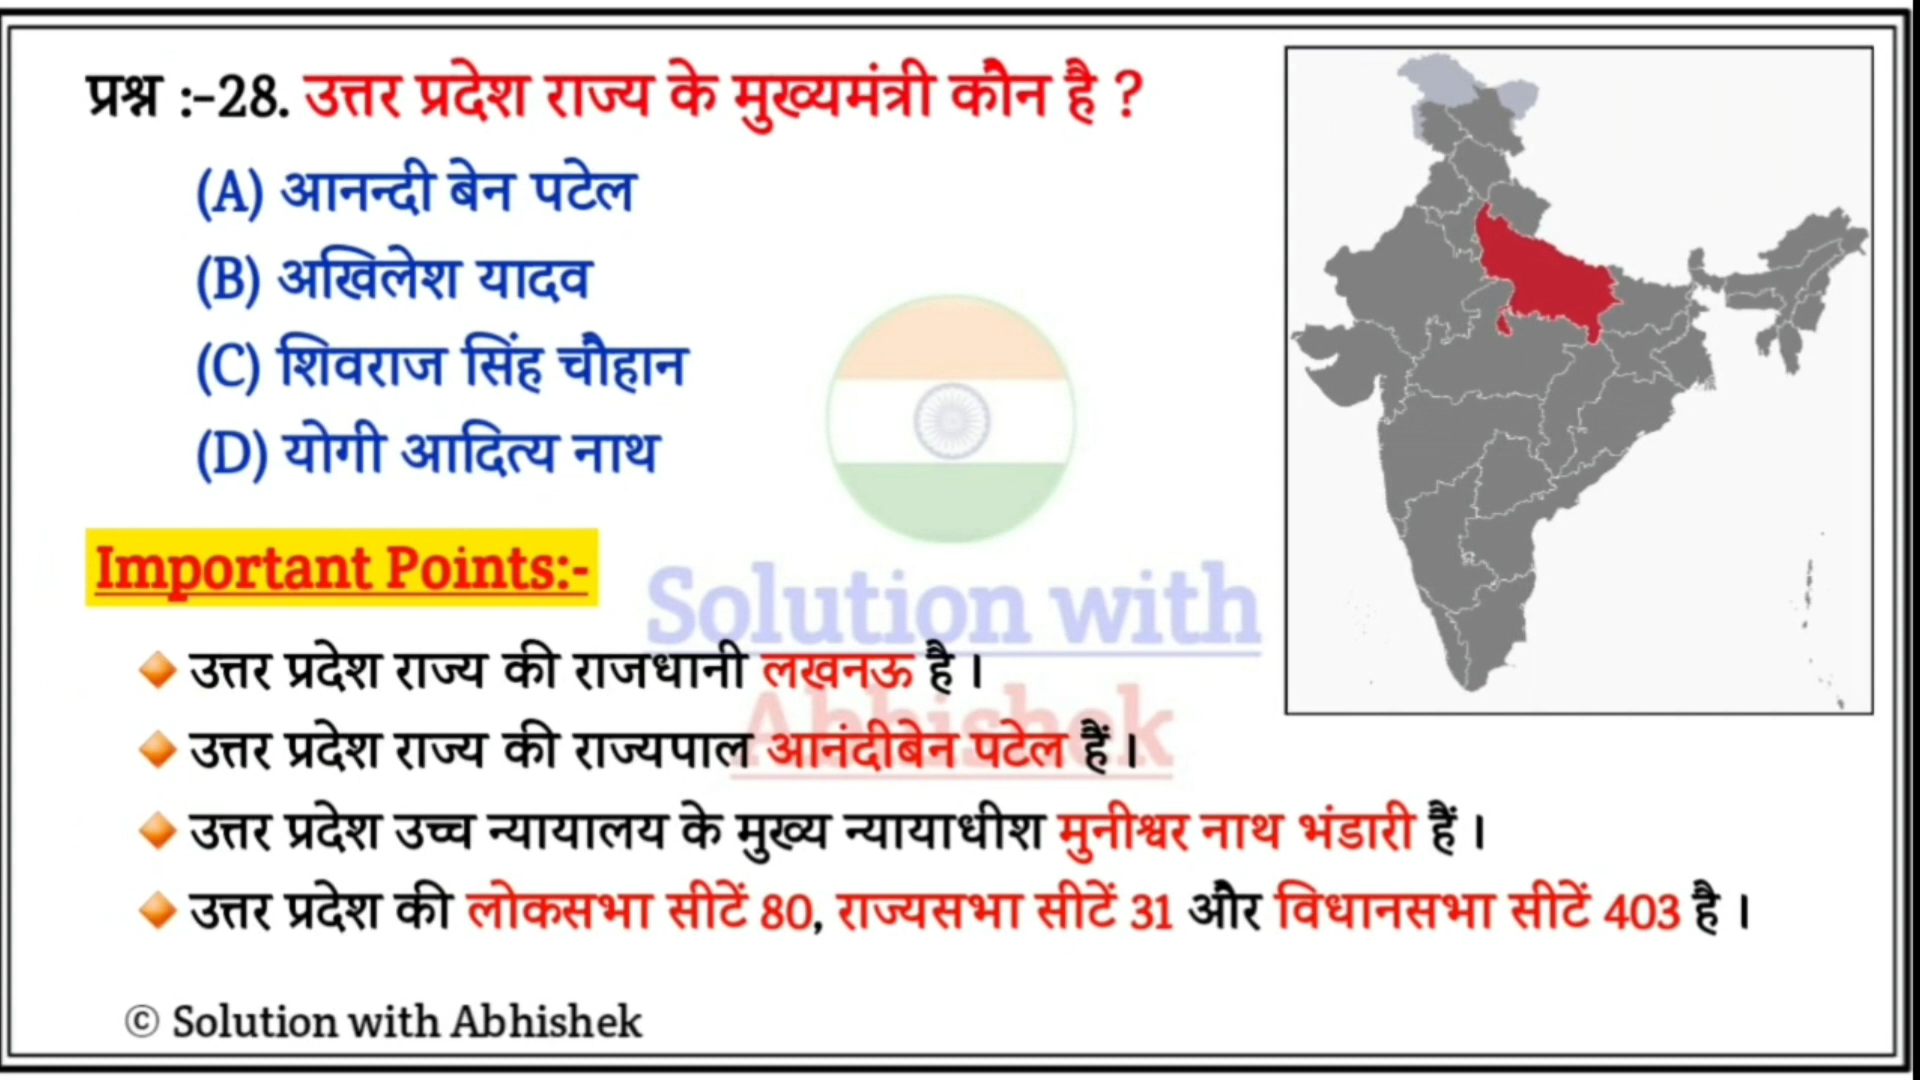 प्रश्न :-28. उत्तर प्रदेश राज्य के मुख्यमंत्री कौन है ?
(A) आनन्दी बेन पटेल
(B) अखिलेश यादव
(C) शिवराज सिंह चौहान
(D) योगी आदित्य नाथ
Important Points:-
Solution with
Abhishek
उत्तर प्रदेश राज्य की राजधानी लखनऊ है ।
उत्तर प्रदेश राज्य की राज्यपाल आनंदीबेन पटेल हैं ।
उत्तर प्रदेश उच्च न्यायालय के मुख्य न्यायाधीश मुनीश्वर नाथ भंडारी हैं ।
उत्तर प्रदेश की लोकसभा सीटें 80, राज्यसभा सीटें 31 और विधानसभा सीटें 403 है ।
© Solution with Abhishek